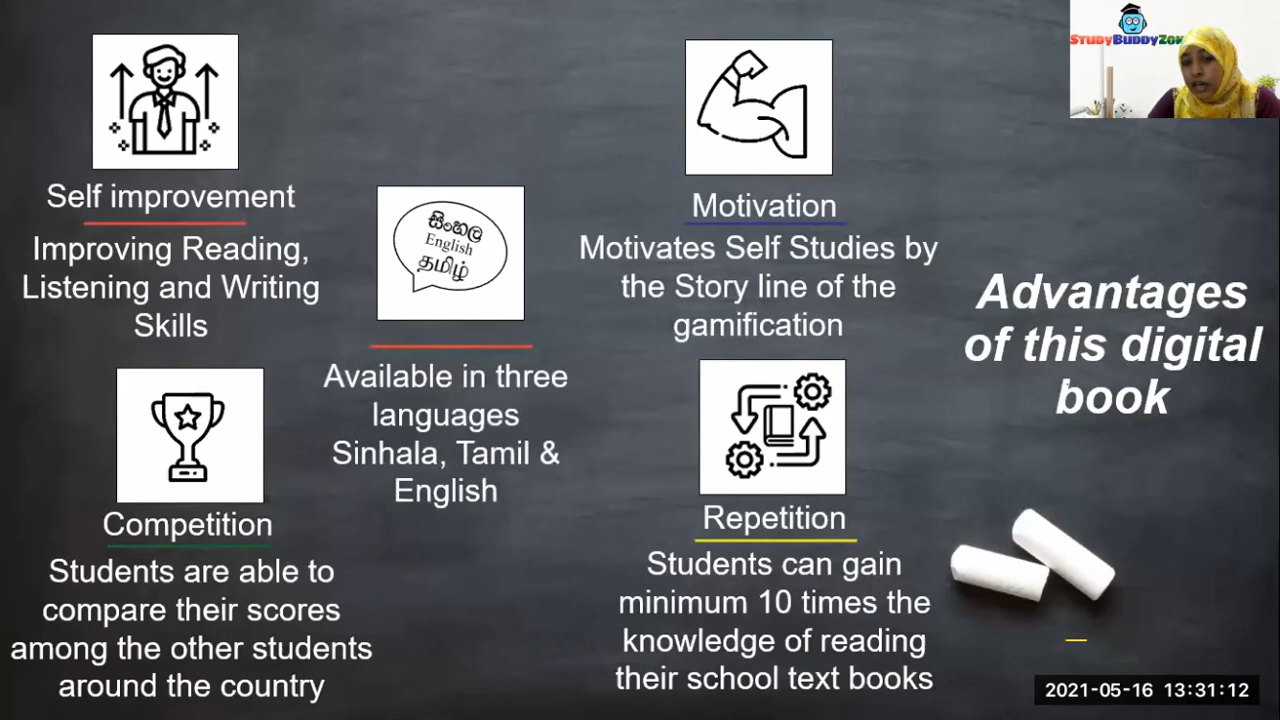 STUDYBUDDYZON
Self improvement
Improving Reading,
Listening and Writing
Skills
Competition
Students are able to
compare their scores
among the other students
around the country
සිංහල
English
தமிழ்
Available in three
languages
Sinhala, Tamil &
English
Motivation
Motivates Self Studies by
the Story line of the
gamification
Repetition
Students can gain
minimum 10 times the
knowledge of reading
their school text books
Advantages
of this digital
book
2021-05-16 13:31:12